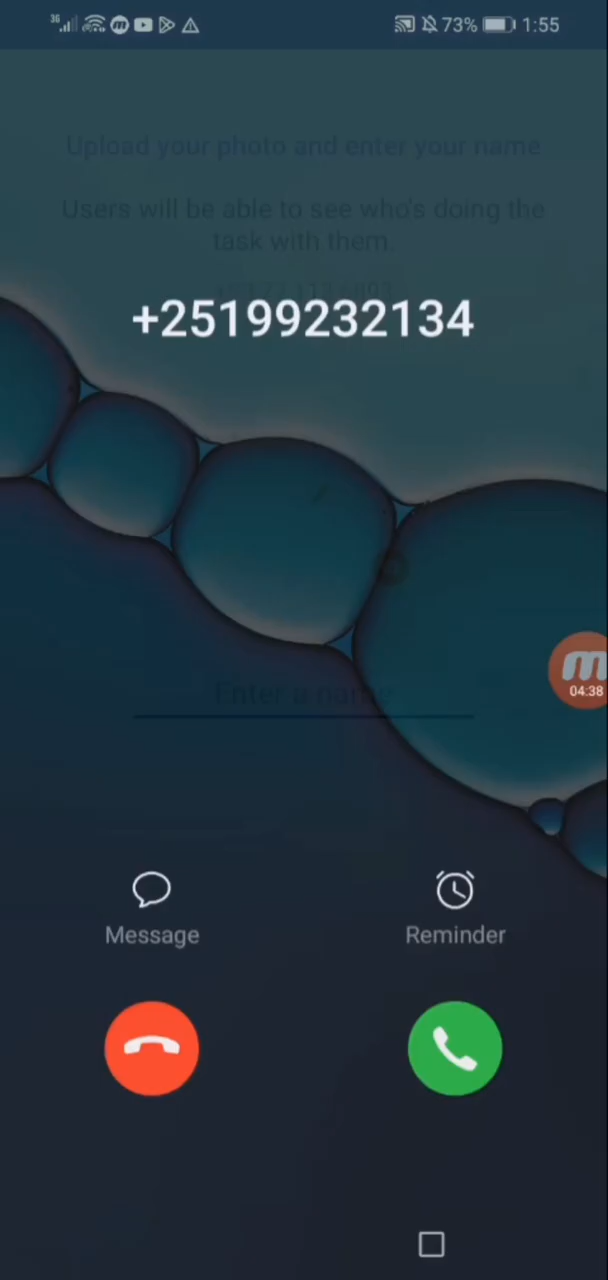 3G 73% 1:55
Upload your photo and enter your name
Users will be able to see who's doing the
task with them.
+25199232134
m
04:38
Enter a name
Message Reminder